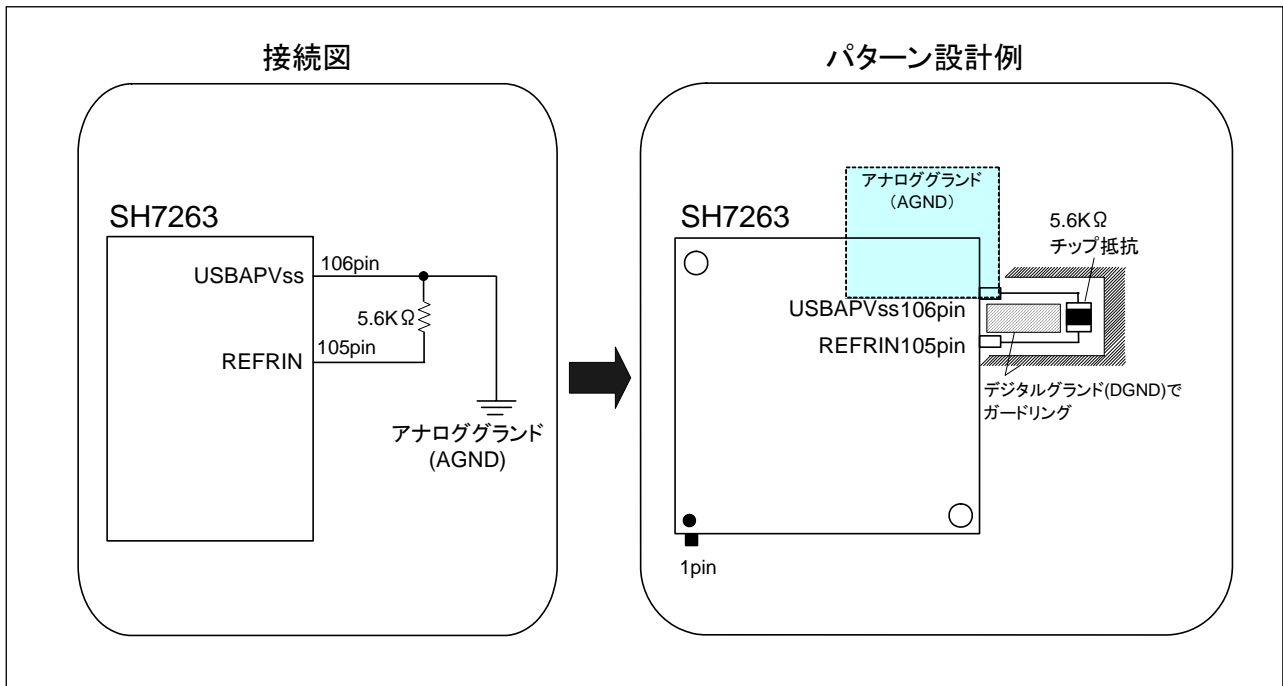 接続図
SH7263
USBAPVss
106pin
5.6KΩ
105pin
REFRIN
アナロググランド
(AGND)
パターン設計例
アナロググランド
(AGND)
SH7263
5.6KΩ
チップ抵抗
USBAPVss106pin
REFRIN105pin
デジタルグランド(DGND)で
ガードリング
1pin